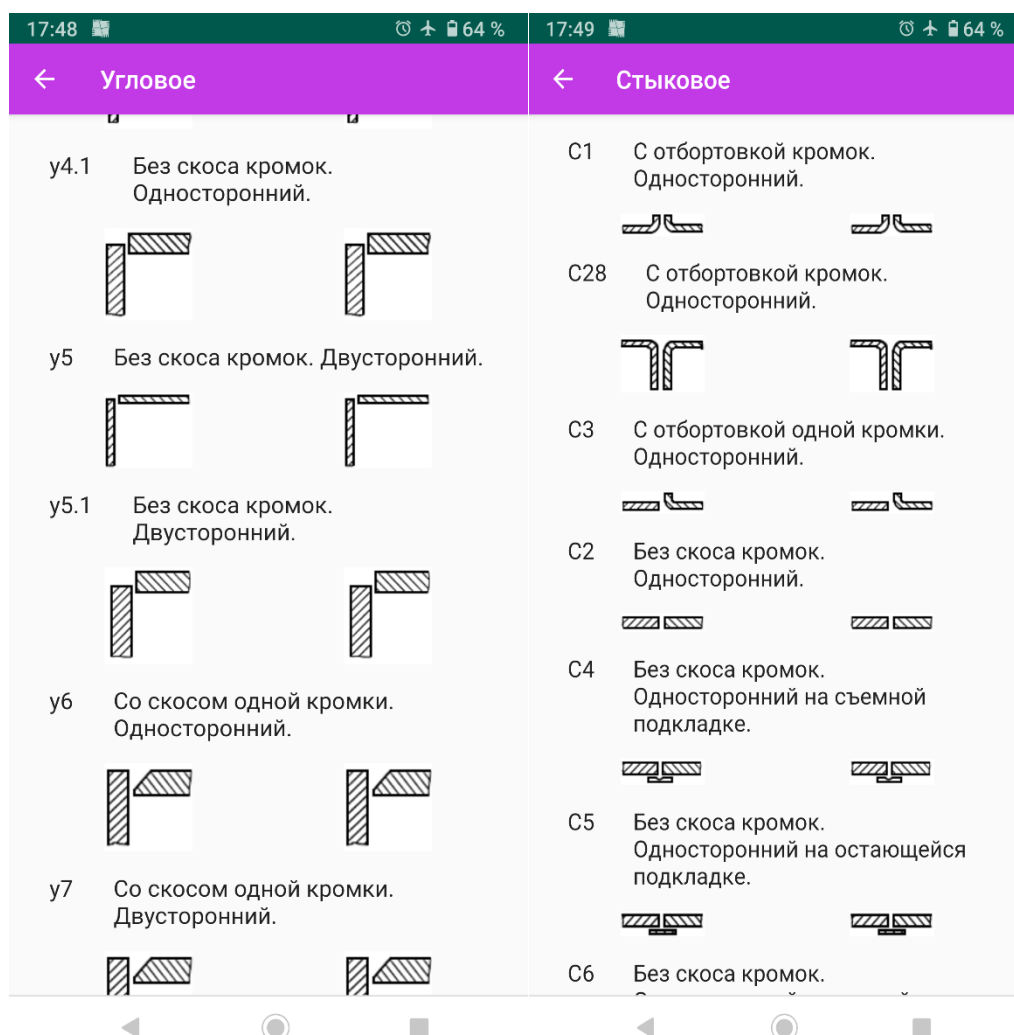 17:48
64 %
Угловое
у4.1 Без скоса кромок.
Односторонний.
у5 Без скоса кромок. Двусторонний.
у5.1 Без скоса кромок.
Двусторонний.
у6 Со скосом одной кромки.
Односторонний.
у7 Со скосом одной кромки.
Двусторонний.
17:49
64 %
Стыковое
С1 С отбортовкой кромок.
Односторонний.
С28 С отбортовкой кромок.
Односторонний.
С3 С отбортовкой одной кромки.
Односторонний.
С2 Без скоса кромок.
Односторонний.
С4 Без скоса кромок.
Односторонний на съемной
подкладке.
С5 Без скоса кромок.
Односторонний на остающейся
подкладке.
С6 Без скоса кромок.